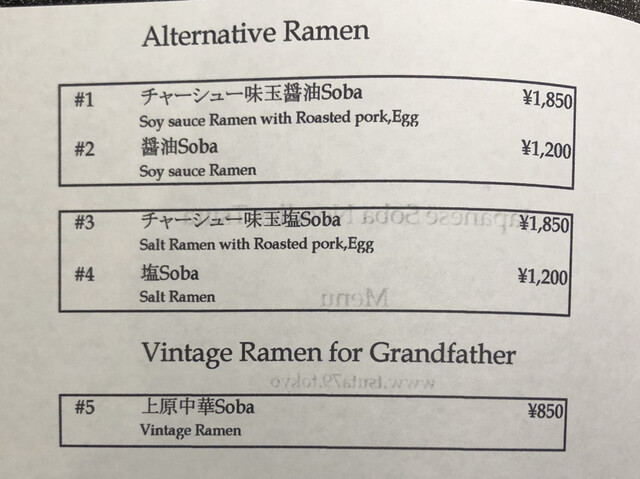 Alternative Ramen
#1 チャーシュー味玉醤油Soba ¥1,850
Soy sauce Ramen with Roasted pork,Egg
#2 醤油Soba ¥1,200
Soy sauce Ramen
#3 チャーシュー味玉塩Soba ¥1,850
Salt Ramen with Roasted pork,Egg
#4 塩Soba ¥1,200
Salt Ramen
Menu
Vintage Ramen for Grandfather
www.tsuta79.tokyo
#5 上原中華Soba ¥850
Vintage Ramen